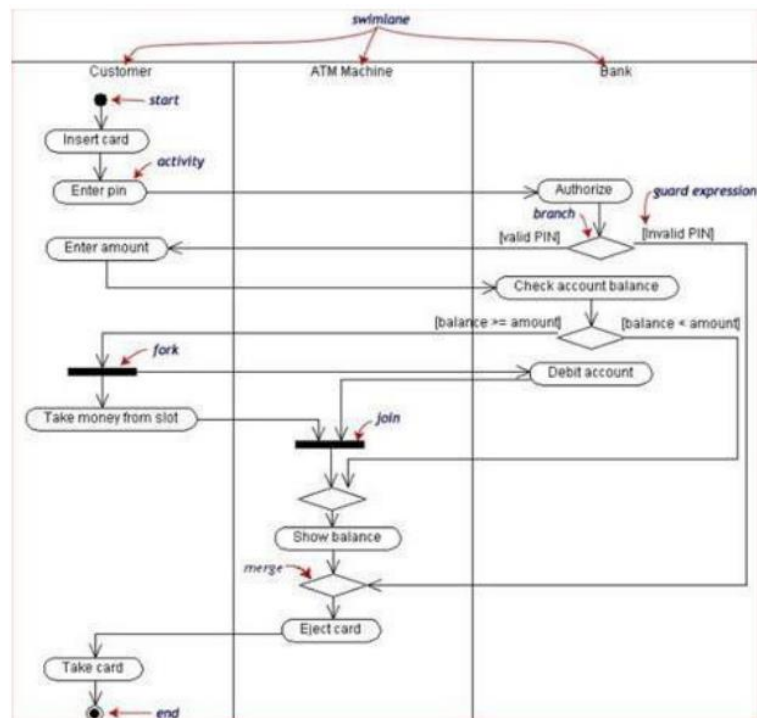 swimlane
Customer
ATM Machine
Bank
start
Insert card
activity
Enter pin
Authorize
guard expression
branch
[valid PIN]
[Invalid PIN]
Enter amount
Check account balance
[balance >= amount]
[balance < amount]
fork
Debit account
Take money from slot
join
Show balance
merge
Eject card
Take card
end